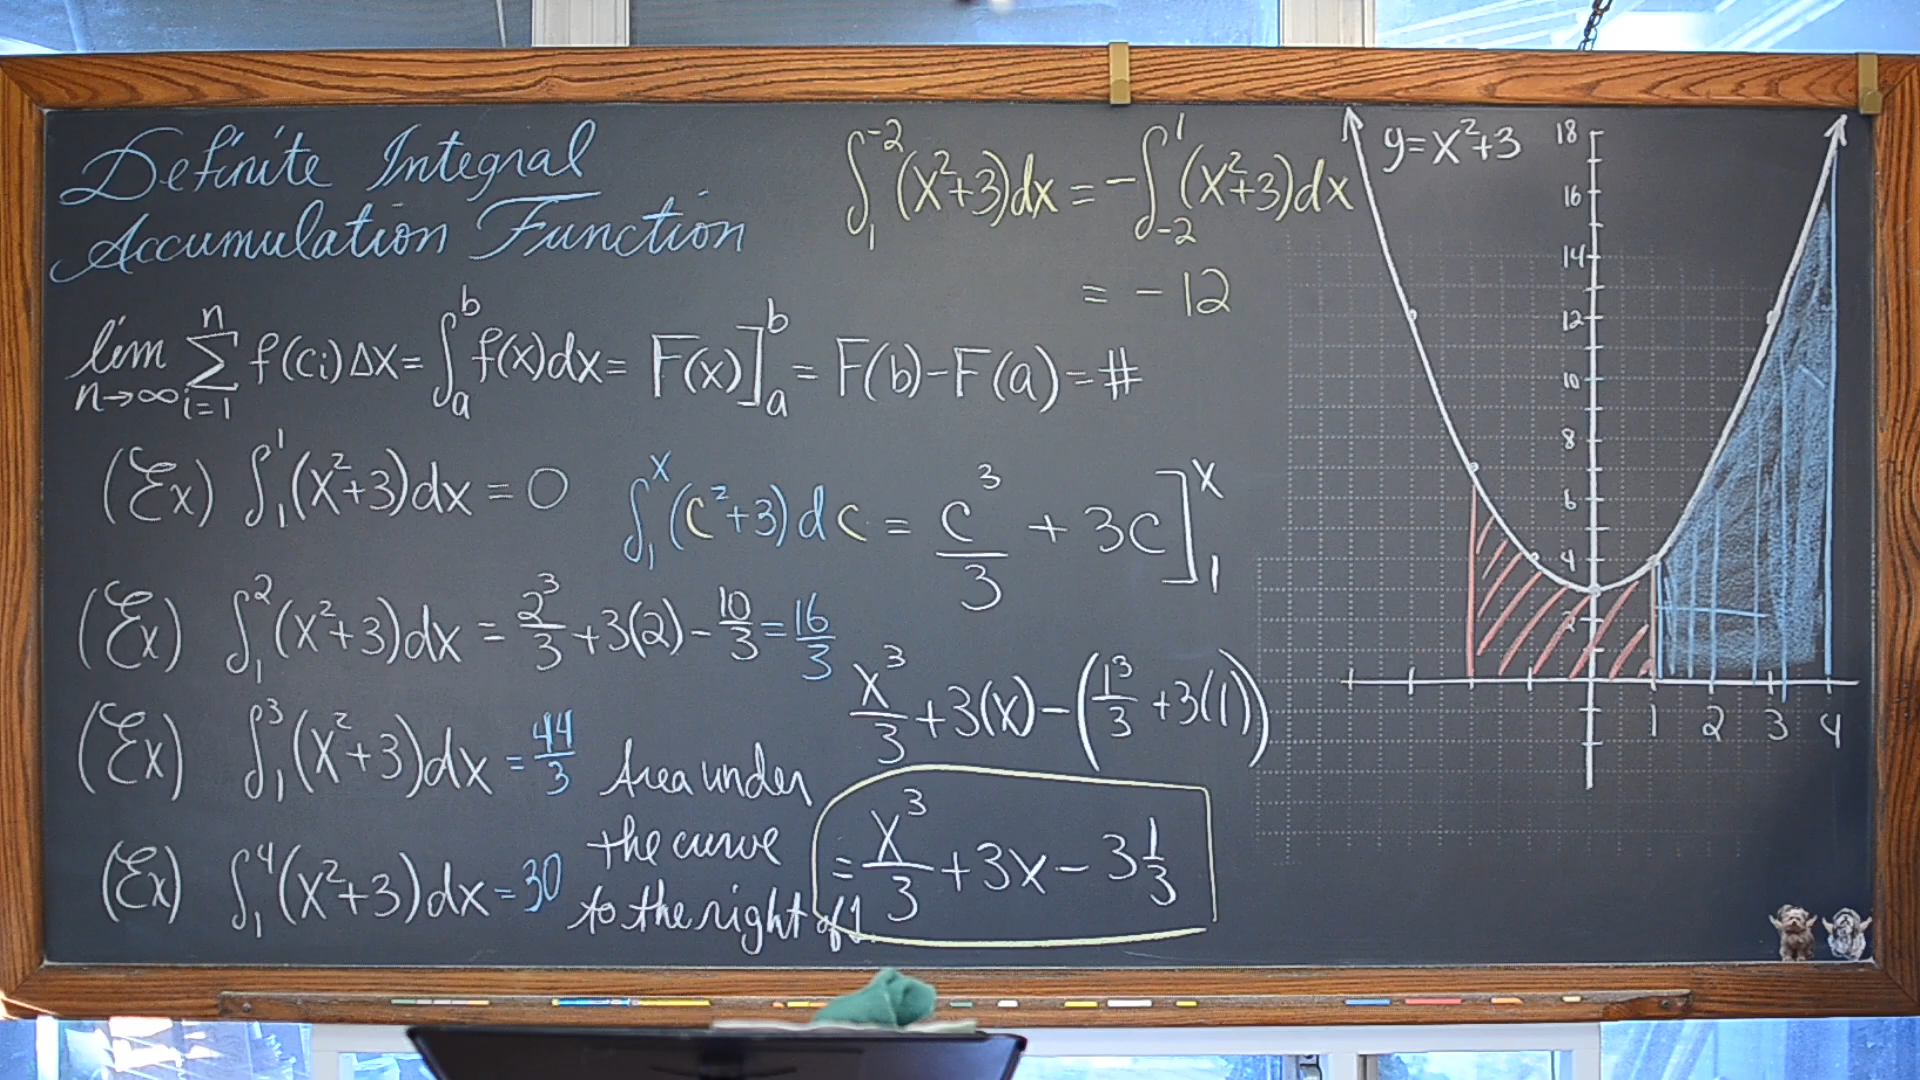 Definite Integral
Accumulation Function
∫₁⁻² (x²+3)dx = -∫₋₂¹ (x²+3)dx
= -12
lim n→∞ Σᵢ₌₁ⁿ f(cᵢ)Δx = ∫ₐᵇ f(x)dx = F(x)]ₐᵇ = F(b)-F(a) = #
(Ex) ∫₁¹ (x²+3)dx = 0
∫₁ˣ (c²+3)dc = c³/3 + 3c]₁ˣ
(Ex) ∫₁² (x²+3)dx = 2³/3 + 3(2) - 10/3 = 16/3
x³/3 + 3(x) - (1³/3 + 3(1))
(Ex) ∫₁³ (x²+3)dx = 44/3
Area under
the curve
to the right of 1.
= x³/3 + 3x - 3 1/3
(Ex) ∫₁⁴ (x²+3)dx = 30
y=x²+3
18
16
14
12
10
8
6
4
2
1 2 3 4